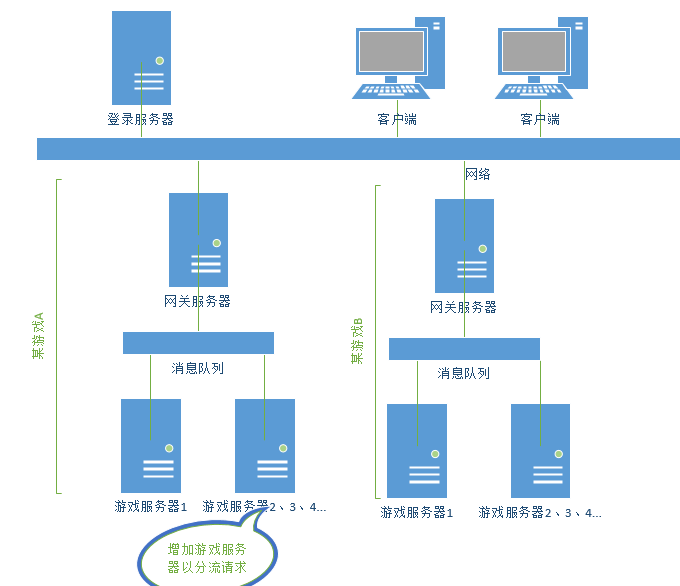 登录服务器
客户端
客户端
网络
某游戏A
网关服务器
消息队列
游戏服务器1
游戏服务器2、3、4...
增加游戏服务
器以分流请求
某游戏B
网关服务器
消息队列
游戏服务器1
游戏服务器2、3、4...